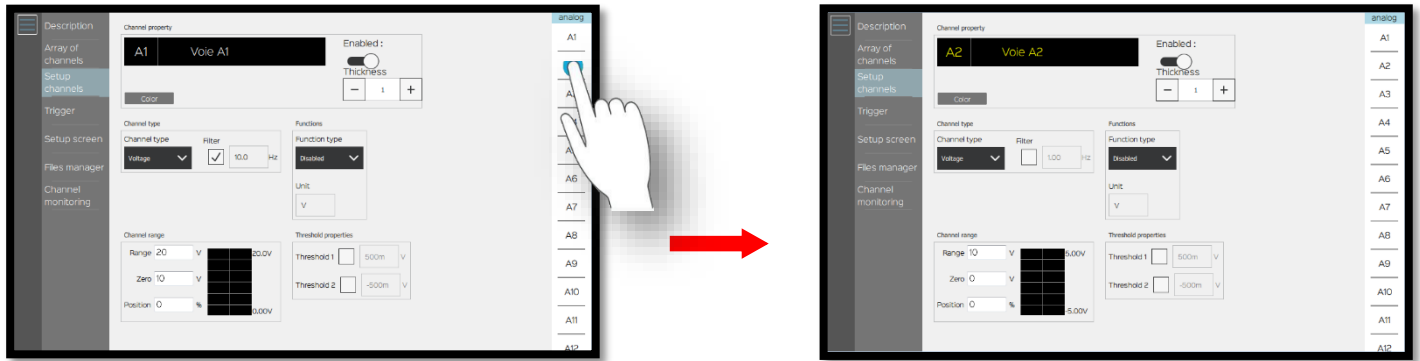 Description
Array of
channels
Setup
channels
Trigger
Setup screen
Files manager
Channel
monitoring
Channel property
A1 Voie A1
Enabled :
Thickness
1
Color
Channel type
Channel type
Filter
Voltage
10.0 Hz
Functions
Function type
Disabled
Unit
V
Channel range
Range 20 V
20.0V
Zero 10 V
Position 0 %
0.00V
Threshold properties
Threshold 1 500m V
Threshold 2 -500m V
analog
A1
A6
A7
A8
A9
A10
A11
A12
Description
Array of
channels
Setup
channels
Trigger
Setup screen
Files manager
Channel
monitoring
Channel property
A2 Voie A2
Enabled :
Thickness
1
Color
Channel type
Channel type
Filter
Voltage
1.00 Hz
Functions
Function type
Disabled
Unit
V
Channel range
Range 10 V
5.00V
Zero 0 V
Position 0 %
-5.00V
Threshold properties
Threshold 1 500m V
Threshold 2 -500m V
analog
A1
A2
A3
A4
A5
A6
A7
A8
A9
A10
A11
A12